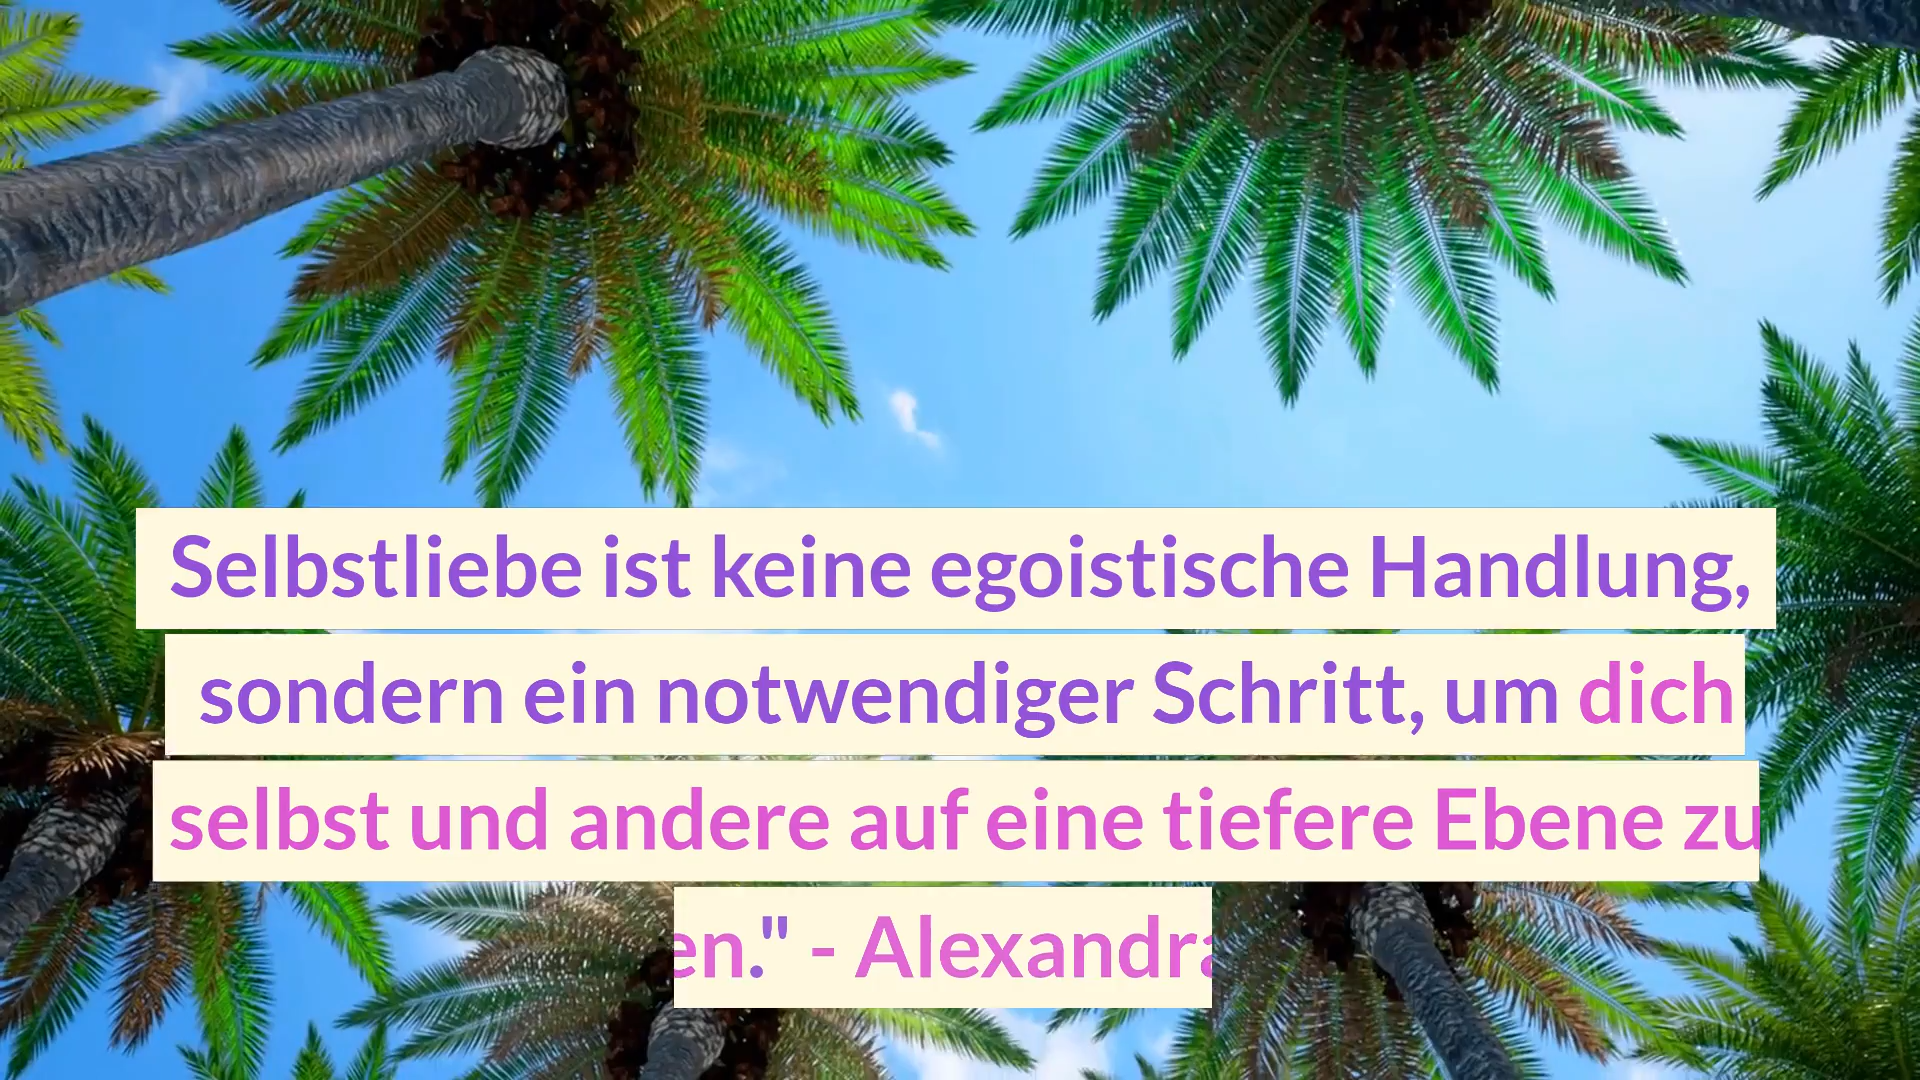 Selbstliebe ist keine egoistische Handlung,
sondern ein notwendiger Schritt, um dich
selbst und andere auf eine tiefere Ebene zu
en." - Alexandra